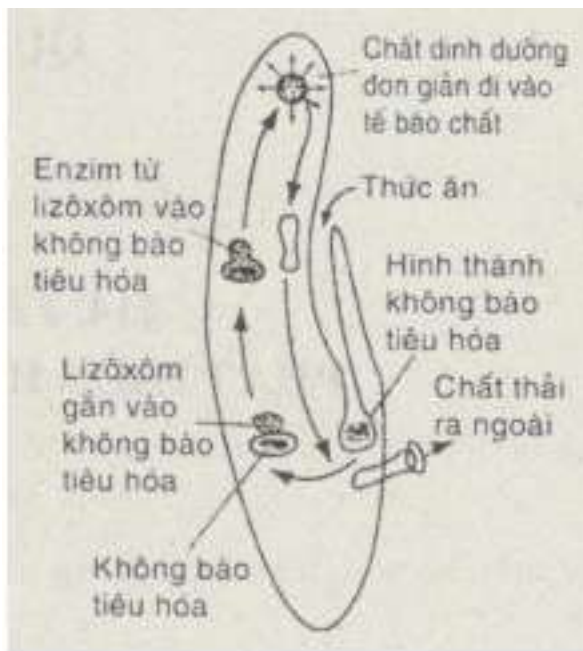 Chất dinh dưỡng
đơn giản đi vào
tế bào chất
Enzim từ
lizôxôm vào
không bào
tiêu hóa
Thức ăn
Hình thành
không bào
tiêu hóa
Lizôxôm
gắn vào
không bào
tiêu hóa
Chất thải
ra ngoài
Không bào
tiêu hóa